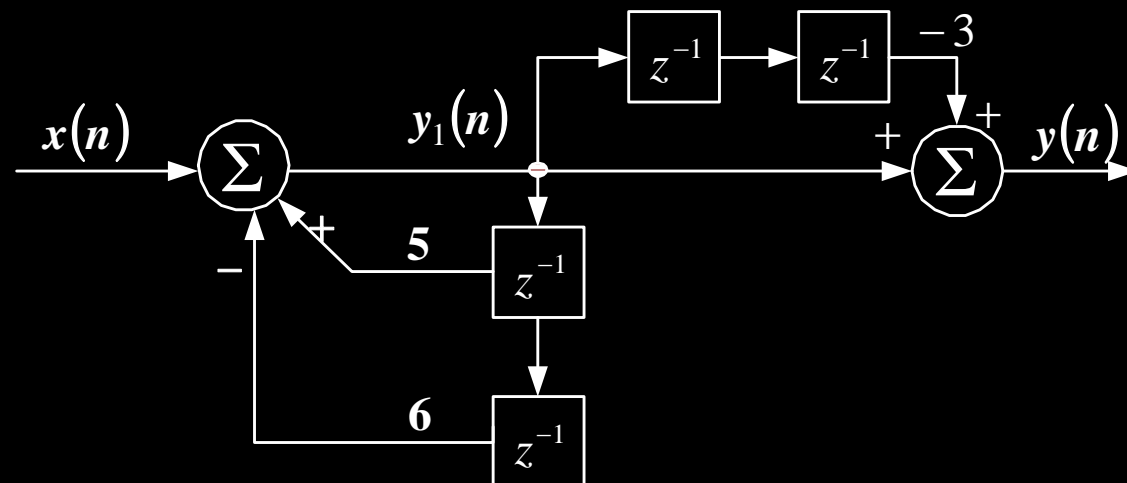 z⁻¹ z⁻¹ −3
x(n) Σ y₁(n) + + Σ y(n)
− + 5 z⁻¹
6 z⁻¹